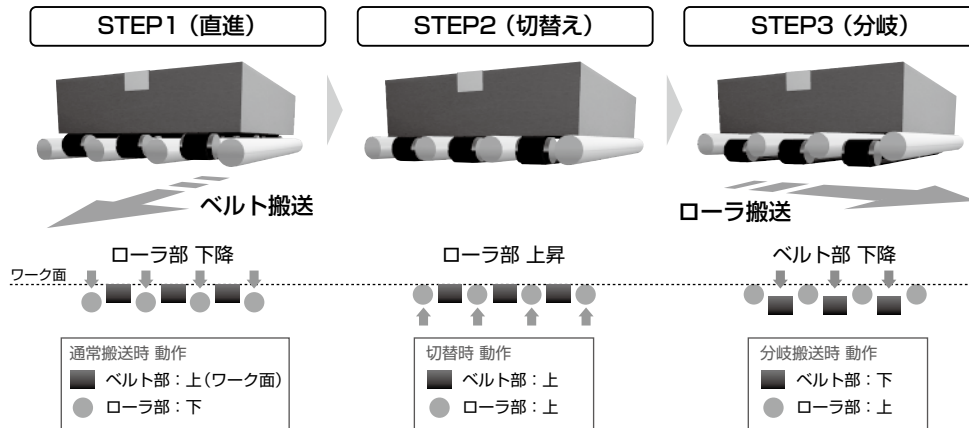 STEP1（直進）
STEP2（切替え）
STEP3（分岐）
ベルト搬送
ローラ搬送
ローラ部 下降
ローラ部 上昇
ベルト部 下降
ワーク面
通常搬送時 動作
ベルト部：上（ワーク面）
ローラ部：下
切替時 動作
ベルト部：上
ローラ部：上
分岐搬送時 動作
ベルト部：下
ローラ部：上